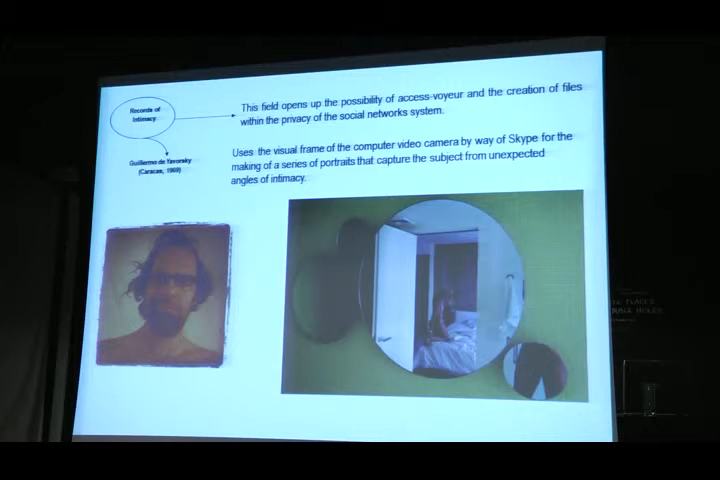 Records of
Intimacy
This field opens up the possibility of access-voyeur and the creation of files
within the privacy of the social networks system.
Guillermo de Yavorsky
(Caracas, 1969)
Uses the visual frame of the computer video camera by way of Skype for the
making of a series of portraits that capture the subject from unexpected
angles of intimacy.